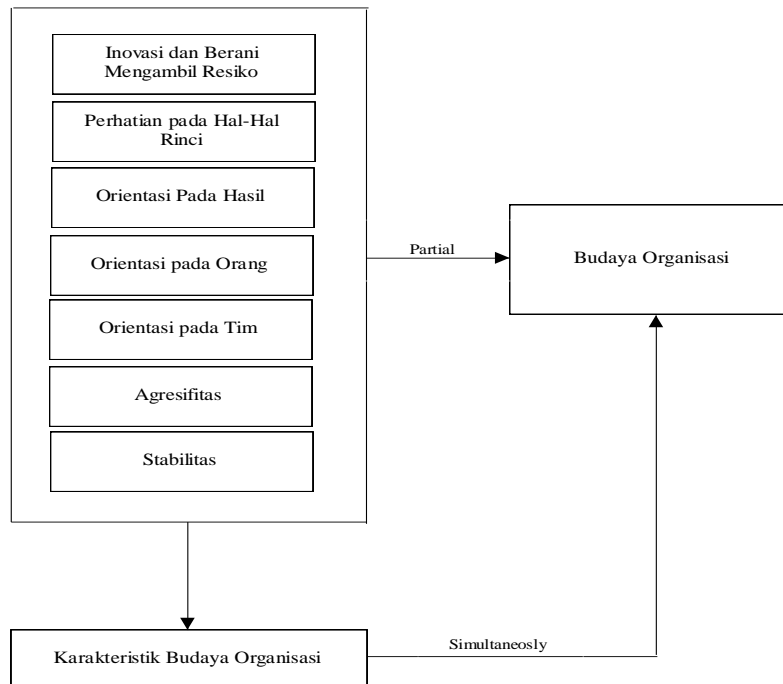 Inovasi dan Berani
Mengambil Resiko
Perhatian pada Hal-Hal
Rinci
Orientasi Pada Hasil
Orientasi pada Orang
Orientasi pada Tim
Agresifitas
Stabilitas
Partial
Budaya Organisasi
Karakteristik Budaya Organisasi
Simultaneosly